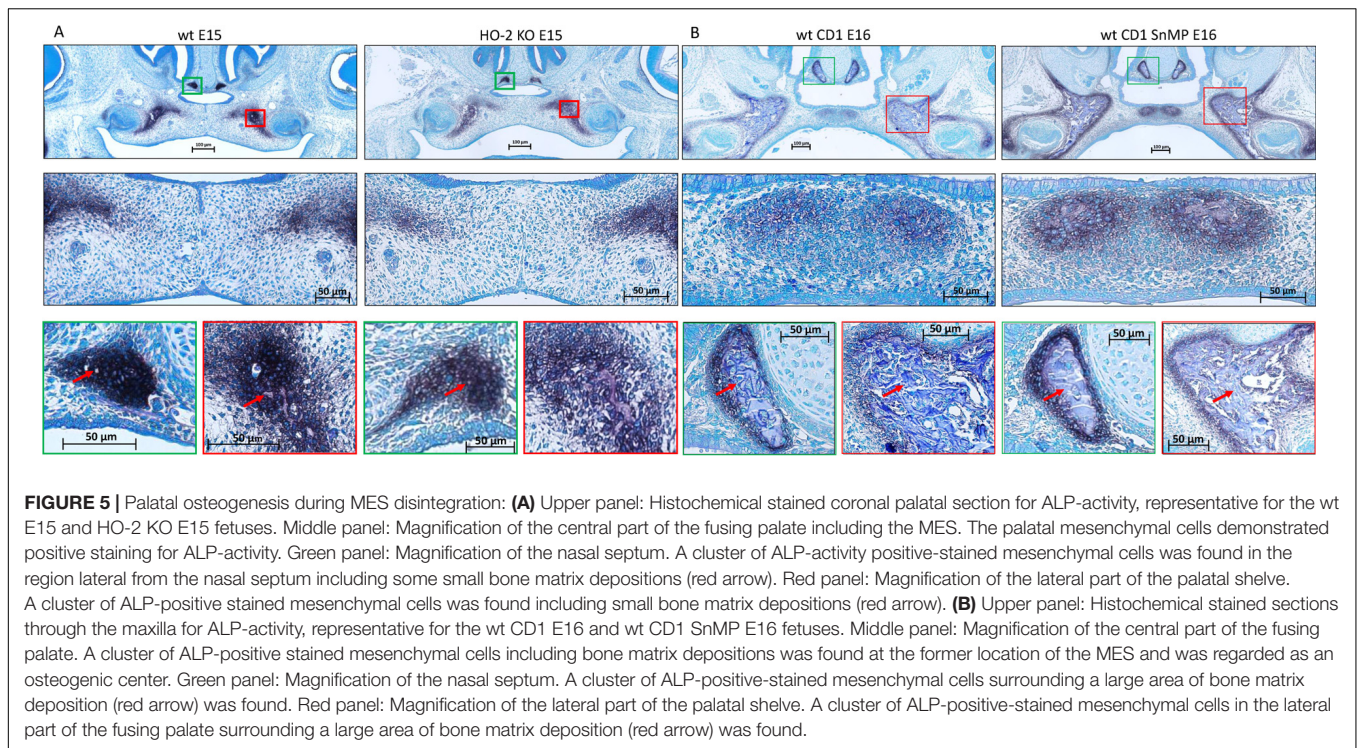 A
wt E15
HO-2 KO E15
B
wt CD1 E16
wt CD1 SnMP E16
100 µm
100 µm
100 µm
100 µm
50 µm
50 µm
50 µm
50 µm
50 µm
50 µm
50 µm
50 µm
50 µm
50 µm
50 µm
FIGURE 5 | Palatal osteogenesis during MES disintegration: (A) Upper panel: Histochemical stained coronal palatal section for ALP-activity, representative for the wt
E15 and HO-2 KO E15 fetuses. Middle panel: Magnification of the central part of the fusing palate including the MES. The palatal mesenchymal cells demonstrated
positive staining for ALP-activity. Green panel: Magnification of the nasal septum. A cluster of ALP-activity positive-stained mesenchymal cells was found in the
region lateral from the nasal septum including some small bone matrix depositions (red arrow). Red panel: Magnification of the lateral part of the palatal shelve.
A cluster of ALP-positive stained mesenchymal cells was found including small bone matrix depositions (red arrow). (B) Upper panel: Histochemical stained sections
through the maxilla for ALP-activity, representative for the wt CD1 E16 and wt CD1 SnMP E16 fetuses. Middle panel: Magnification of the central part of the fusing
palate. A cluster of ALP-positive stained mesenchymal cells including bone matrix depositions was found at the former location of the MES and was regarded as an
osteogenic center. Green panel: Magnification of the nasal septum. A cluster of ALP-positive-stained mesenchymal cells surrounding a large area of bone matrix
deposition (red arrow) was found. Red panel: Magnification of the lateral part of the palatal shelve. A cluster of ALP-positive-stained mesenchymal cells in the lateral
part of the fusing palate surrounding a large area of bone matrix deposition (red arrow) was found.